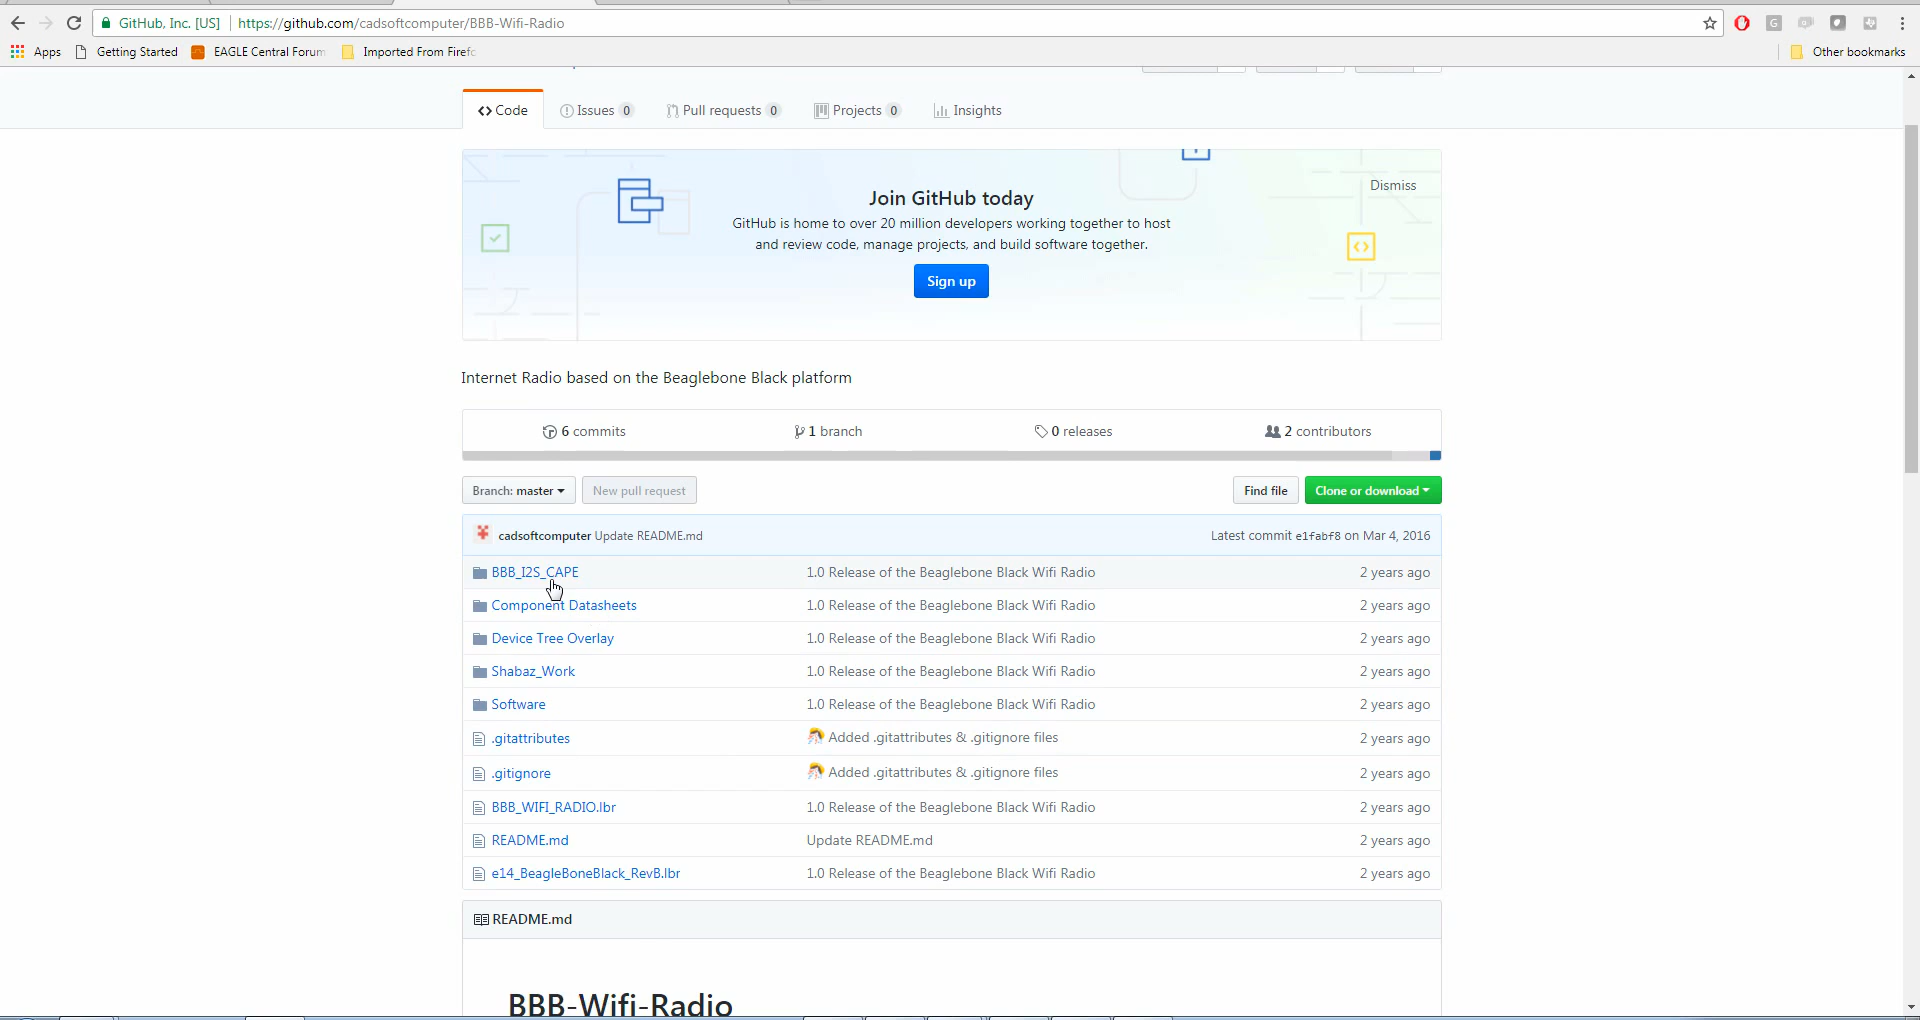 GitHub, Inc. [US] https://github.com/cadsoftcomputer/BBB-Wifi-Radio
Apps Getting Started EAGLE Central Forum Imported From Firefo Other bookmarks
Code Issues 0 Pull requests 0 Projects 0 Insights
Join GitHub today
Dismiss
GitHub is home to over 20 million developers working together to host
and review code, manage projects, and build software together.
Sign up
Internet Radio based on the Beaglebone Black platform
6 commits 1 branch 0 releases 2 contributors
Branch: master New pull request Find file Clone or download
cadsoftcomputer Update README.md Latest commit e1fabf8 on Mar 4, 2016
BBB_I2S_CAPE 1.0 Release of the Beaglebone Black Wifi Radio 2 years ago
Component Datasheets 1.0 Release of the Beaglebone Black Wifi Radio 2 years ago
Device Tree Overlay 1.0 Release of the Beaglebone Black Wifi Radio 2 years ago
Shabaz_Work 1.0 Release of the Beaglebone Black Wifi Radio 2 years ago
Software 1.0 Release of the Beaglebone Black Wifi Radio 2 years ago
.gitattributes Added .gitattributes & .gitignore files 2 years ago
.gitignore Added .gitattributes & .gitignore files 2 years ago
BBB_WIFI_RADIO.lbr 1.0 Release of the Beaglebone Black Wifi Radio 2 years ago
README.md Update README.md 2 years ago
e14_BeagleBoneBlack_RevB.lbr 1.0 Release of the Beaglebone Black Wifi Radio 2 years ago
README.md
BBB-Wifi-Radio